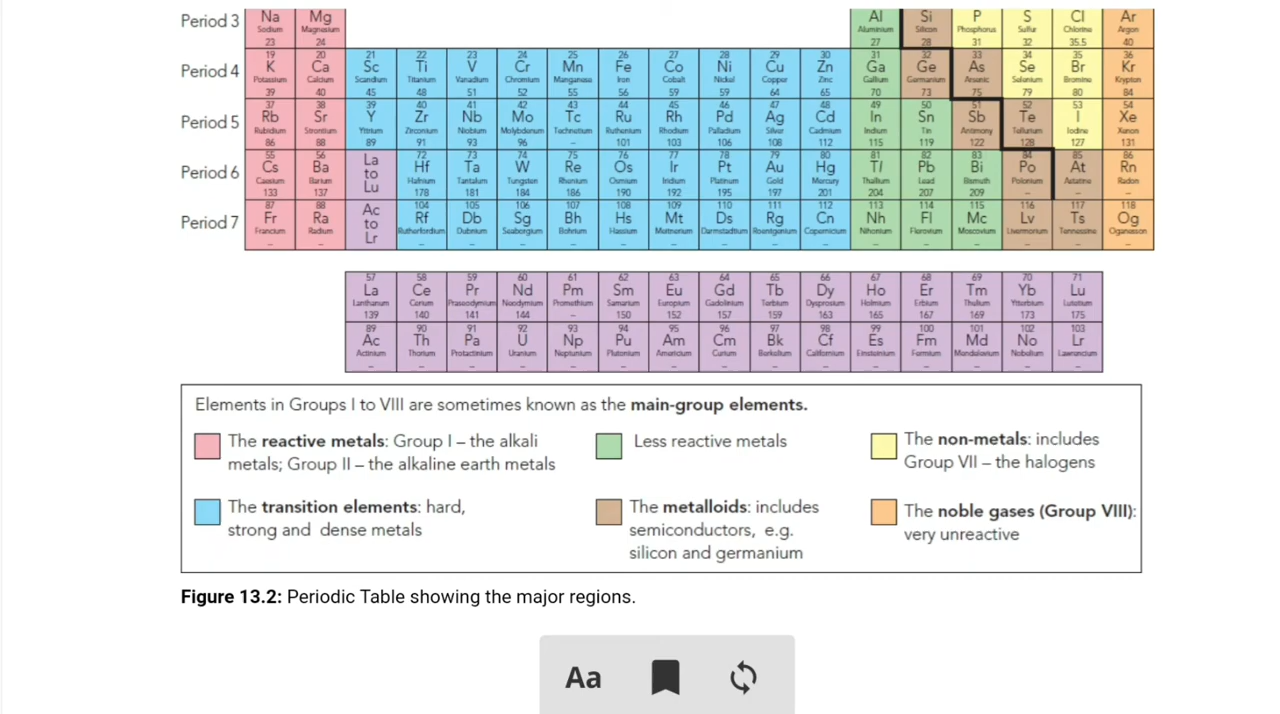 Period 3 Na Mg Al Si P S Cl Ar
Sodium Magnesium Aluminium Silicon Phosphorus Sulfur Chlorine Argon
23 24 27 28 31 32 35.5 40
19 20 21 22 23 24 25 26 27 28 29 30 31 32 33 34 35 36
Period 4 K Ca Sc Ti V Cr Mn Fe Co Ni Cu Zn Ga Ge As Se Br Kr
Potassium Calcium Scandium Titanium Vanadium Chromium Manganese Iron Cobalt Nickel Copper Zinc Gallium Germanium Arsenic Selenium Bromine Krypton
39 40 45 48 51 52 55 56 59 59 64 65 70 73 75 79 80 84
37 38 39 40 41 42 43 44 45 46 47 48 49 50 51 52 53 54
Period 5 Rb Sr Y Zr Nb Mo Tc Ru Rh Pd Ag Cd In Sn Sb Te I Xe
Rubidium Strontium Yttrium Zirconium Niobium Molybdenum Technetium Ruthenium Rhodium Palladium Silver Cadmium Indium Tin Antimony Tellurium Iodine Xenon
86 88 89 91 93 96 – 101 103 106 108 112 115 119 122 128 127 131
55 56 La 72 73 74 75 76 77 78 79 80 81 82 83 84 85 86
Period 6 Cs Ba to Hf Ta W Re Os Ir Pt Au Hg Tl Pb Bi Po At Rn
Caesium Barium Lu Hafnium Tantalum Tungsten Rhenium Osmium Iridium Platinum Gold Mercury Thallium Lead Bismuth Polonium Astatine Radon
133 137 178 181 184 186 190 192 195 197 201 204 207 209 – – –
87 88 Ac 104 105 106 107 108 109 110 111 112 113 114 115 116 117 118
Period 7 Fr Ra to Rf Db Sg Bh Hs Mt Ds Rg Cn Nh Fl Mc Lv Ts Og
Francium Radium Lr Rutherfordium Dubnium Seaborgium Bohrium Hassium Meitnerium Darmstadtium Roentgenium Copernicium Nihonium Flerovium Moscovium Livermorium Tennessine Oganesson
– – – – – – – – – – – – – – – – –
57 58 59 60 61 62 63 64 65 66 67 68 69 70 71
La Ce Pr Nd Pm Sm Eu Gd Tb Dy Ho Er Tm Yb Lu
Lanthanum Cerium Praseodymium Neodymium Promethium Samarium Europium Gadolinium Terbium Dysprosium Holmium Erbium Thulium Ytterbium Lutetium
139 140 141 144 – 150 152 157 159 163 165 167 169 173 175
89 90 91 92 93 94 95 96 97 98 99 100 101 102 103
Ac Th Pa U Np Pu Am Cm Bk Cf Es Fm Md No Lr
Actinium Thorium Protactinium Uranium Neptunium Plutonium Americium Curium Berkelium Californium Einsteinium Fermium Mendelevium Nobelium Lawrencium
– – – – – – – – – – – – – – –
Elements in Groups I to VIII are sometimes known as the main-group elements.
The reactive metals: Group I – the alkali
metals; Group II – the alkaline earth metals
Less reactive metals
The non-metals: includes
Group VII – the halogens
The transition elements: hard,
strong and dense metals
The metalloids: includes
semiconductors, e.g.
silicon and germanium
The noble gases (Group VIII):
very unreactive
Figure 13.2: Periodic Table showing the major regions.
Aa